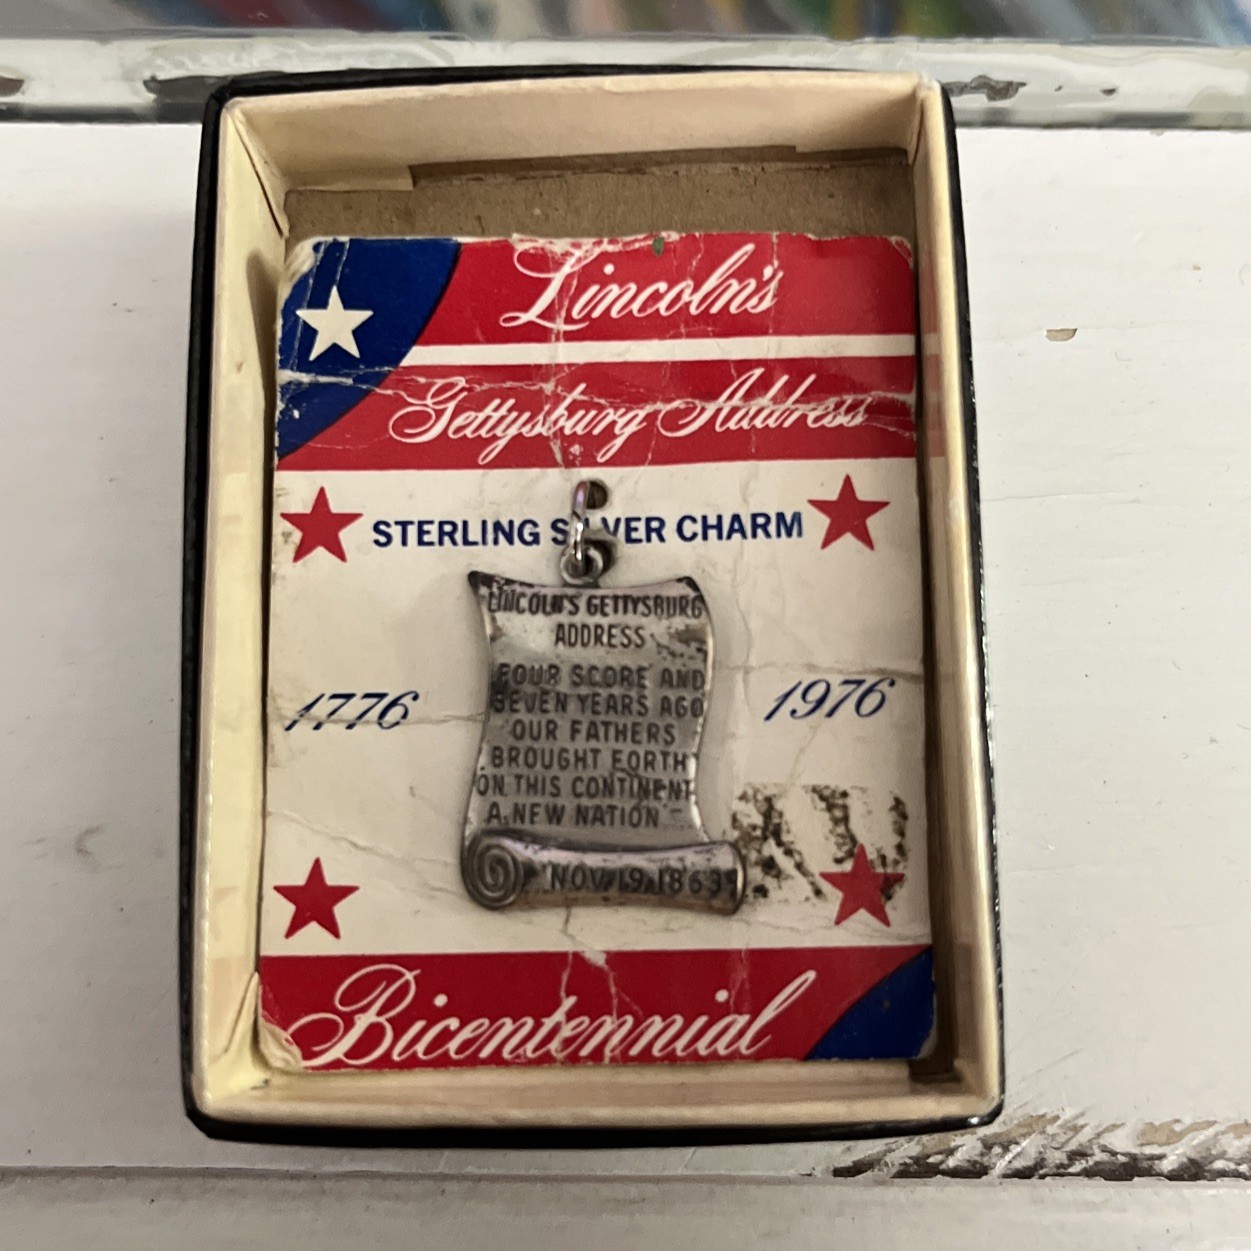 Lincoln's
Gettysburg Address
STERLING SILVER CHARM
LINCOLN'S GETTYSBURG
ADDRESS
FOUR SCORE AND
SEVEN YEARS AGO
OUR FATHERS
BROUGHT FORTH
ON THIS CONTINENT
A NEW NATION
NOV. 19, 1863
1776
1976
Bicentennial